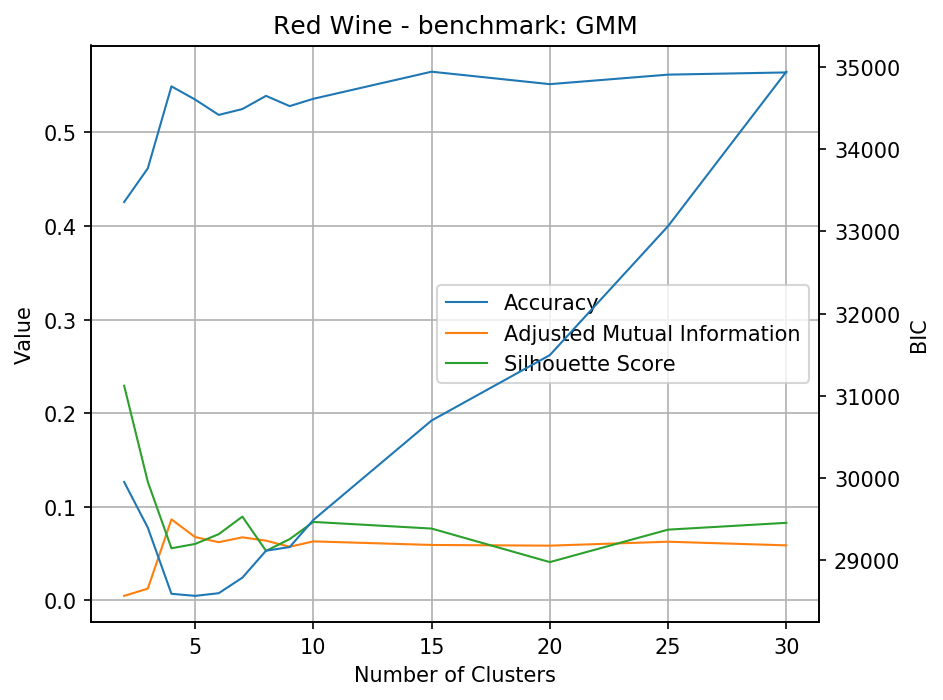 Red Wine - benchmark: GMM
Value
0.5
0.4
0.3
0.2
0.1
0.0
Accuracy
Adjusted Mutual Information
Silhouette Score
35000
34000
33000
32000
31000
30000
29000
BIC
5 10 15 20 25 30
Number of Clusters